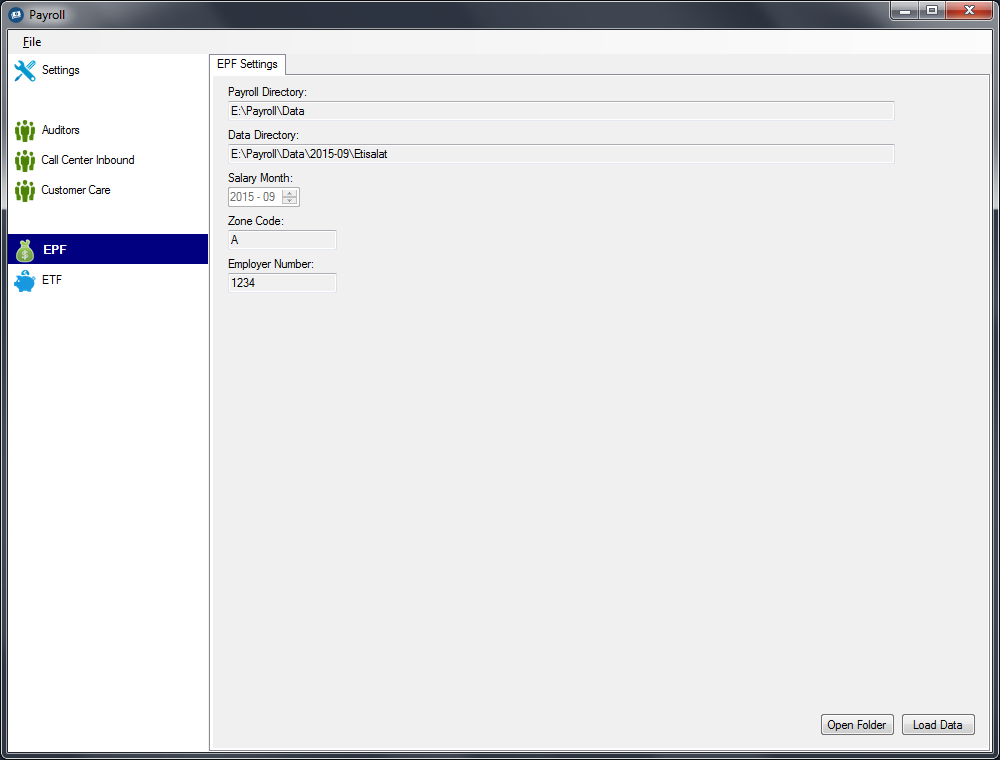 Payroll
File
Settings
Auditors
Call Center Inbound
Customer Care
EPF
ETF
EPF Settings
Payroll Directory:
E:\Payroll\Data
Data Directory:
E:\Payroll\Data\2015-09\Etisalat
Salary Month:
2015 - 09
Zone Code:
A
Employer Number:
1234
Open Folder
Load Data